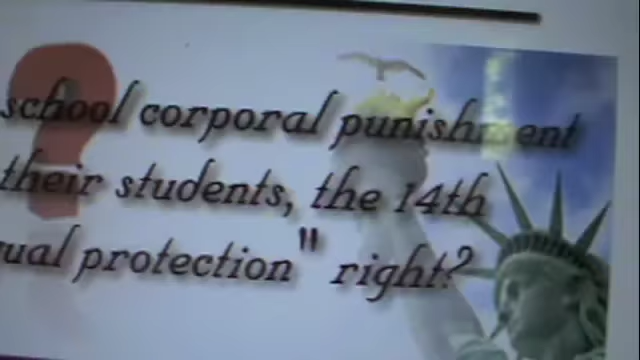 school corporal punishment
their students, the 14th
ual protection" right?